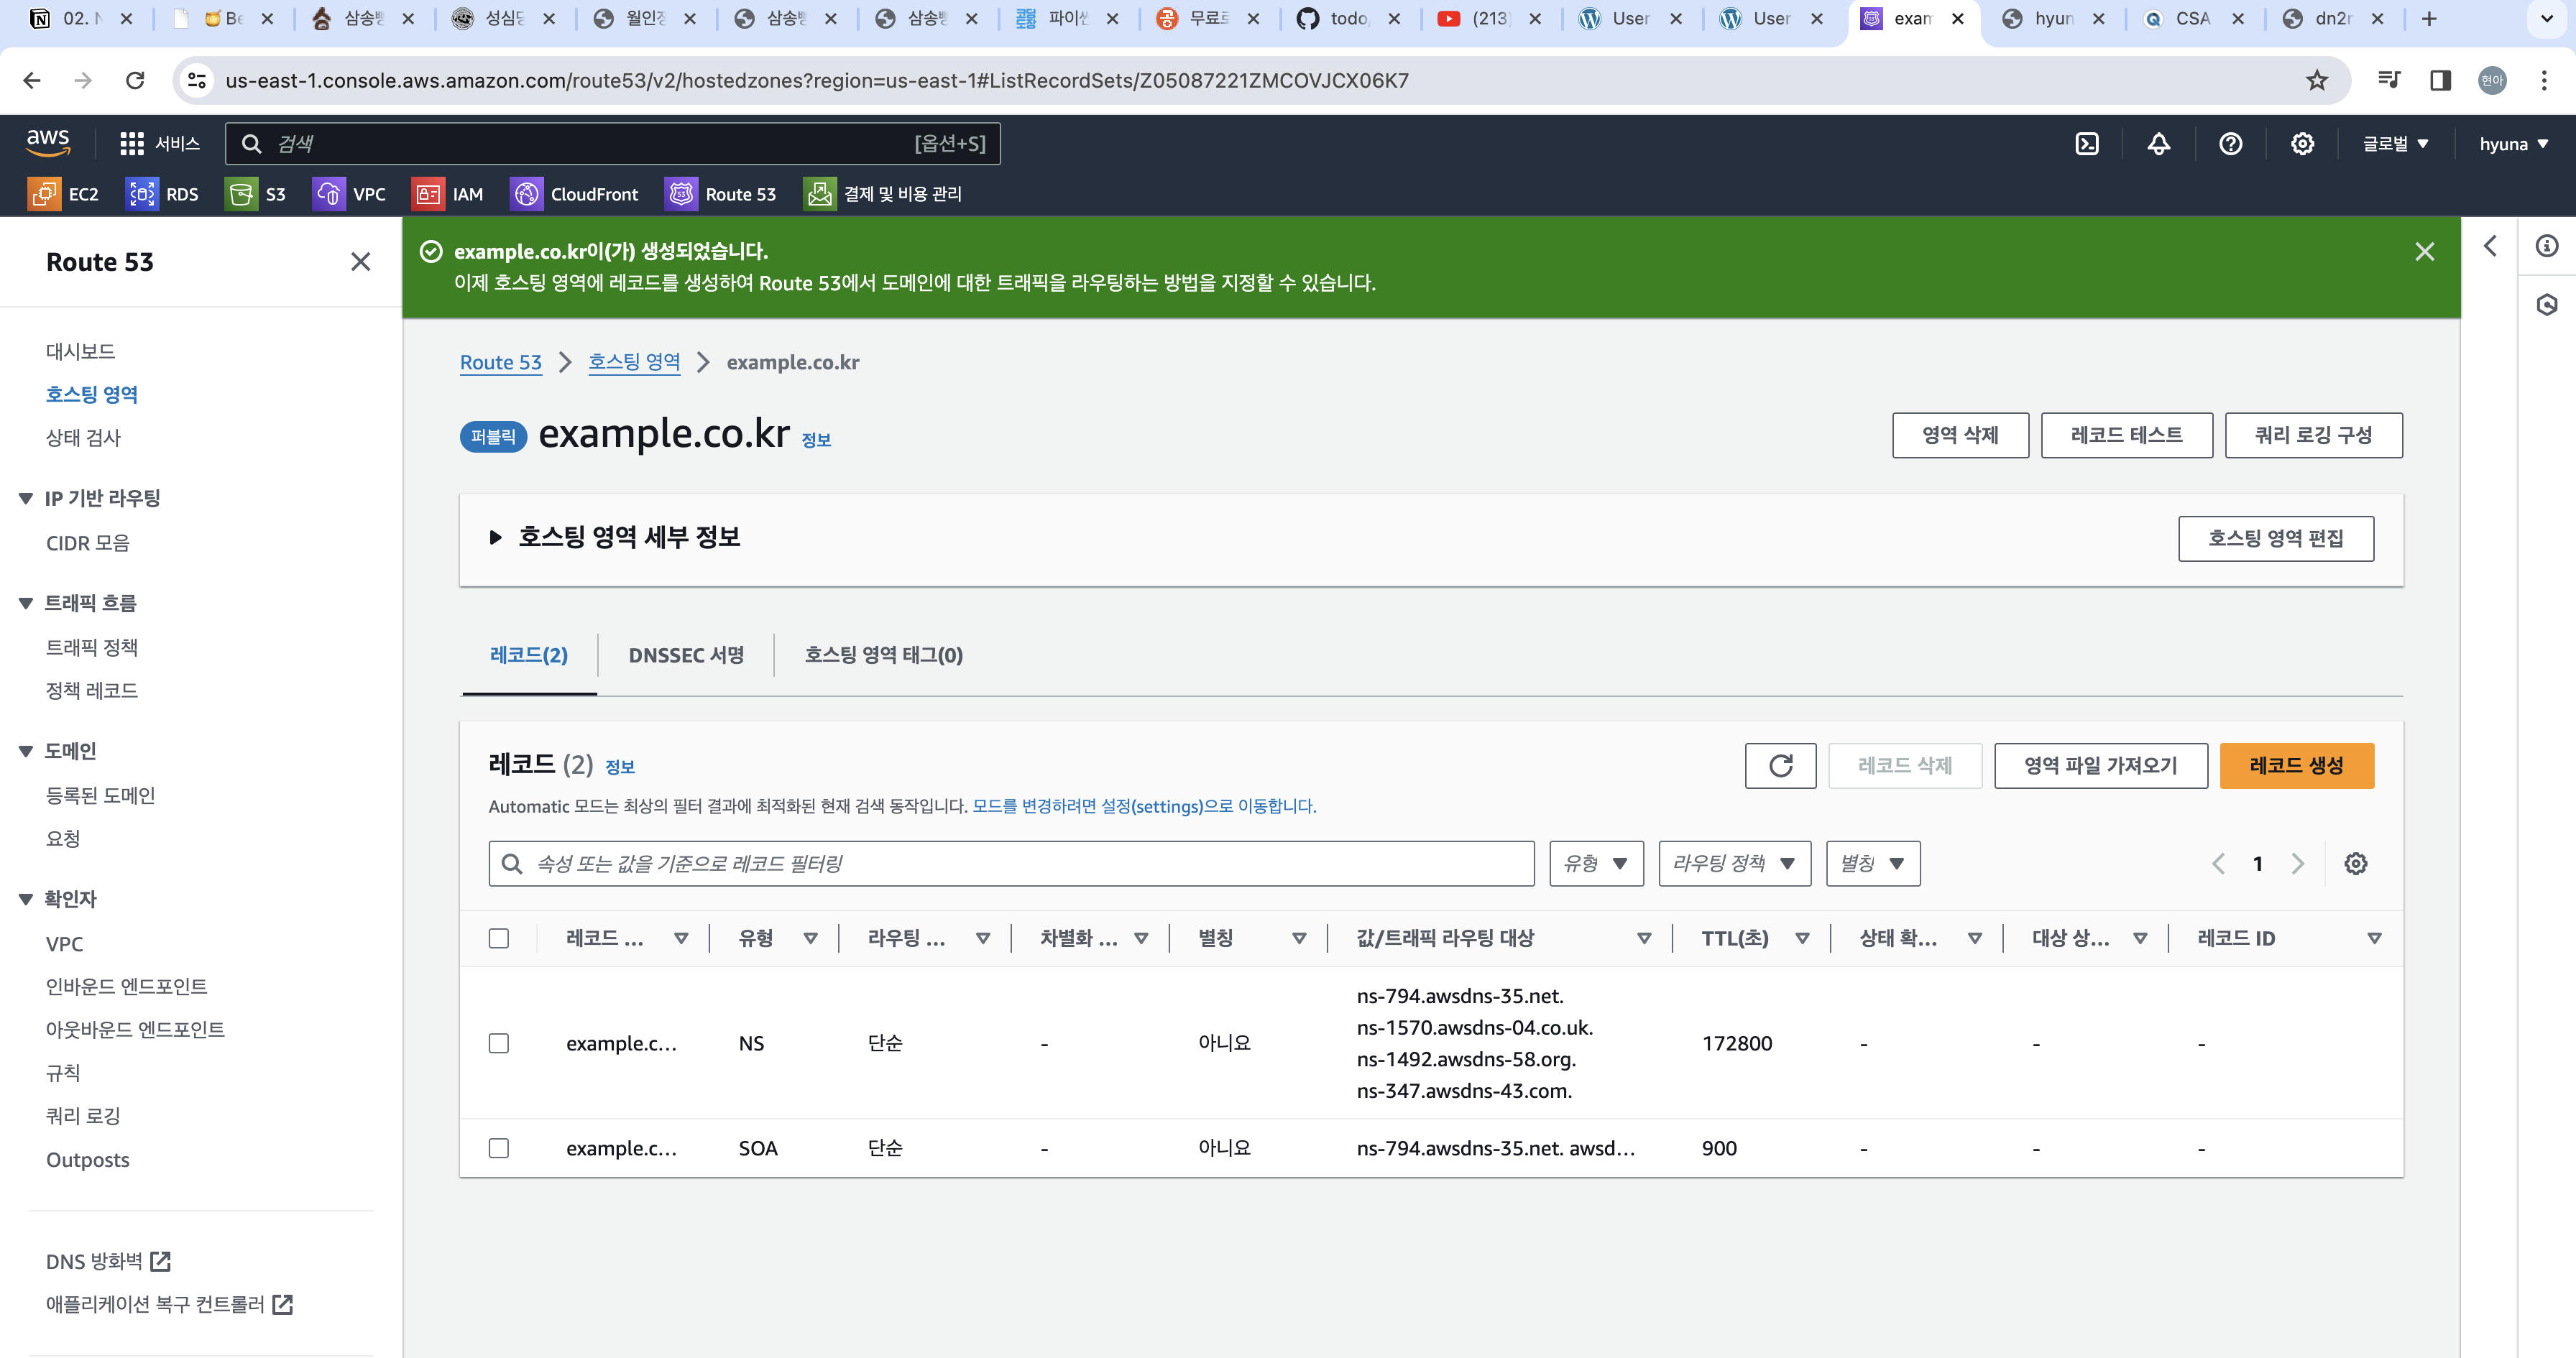 02. N
Be
삼송빵
성심당
월인정
삼송빵
삼송빵
파이썬
무료로
todo
(213)
User
User
exam
hyun
CSA
dn2r
us-east-1.console.aws.amazon.com/route53/v2/hostedzones?region=us-east-1#ListRecordSets/Z05087221ZMCOVJCX06K7
현아
aws
서비스
검색
[옵션+S]
글로벌
hyuna
EC2
RDS
S3
VPC
IAM
CloudFront
Route 53
결제 및 비용 관리
Route 53
example.co.kr이(가) 생성되었습니다.
이제 호스팅 영역에 레코드를 생성하여 Route 53에서 도메인에 대한 트래픽을 라우팅하는 방법을 지정할 수 있습니다.
대시보드
호스팅 영역
상태 검사
IP 기반 라우팅
CIDR 모음
트래픽 흐름
트래픽 정책
정책 레코드
도메인
등록된 도메인
요청
확인자
VPC
인바운드 엔드포인트
아웃바운드 엔드포인트
규칙
쿼리 로깅
Outposts
DNS 방화벽
애플리케이션 복구 컨트롤러
Route 53
호스팅 영역
example.co.kr
퍼블릭
example.co.kr
정보
영역 삭제
레코드 테스트
쿼리 로깅 구성
호스팅 영역 세부 정보
호스팅 영역 편집
레코드(2)
DNSSEC 서명
호스팅 영역 태그(0)
레코드 (2) 정보
레코드 삭제
영역 파일 가져오기
레코드 생성
Automatic 모드는 최상의 필터 결과에 최적화된 현재 검색 동작입니다. 모드를 변경하려면 설정(settings)으로 이동합니다.
속성 또는 값을 기준으로 레코드 필터링
유형
라우팅 정책
별칭
1
레코드 ...
유형
라우팅 ...
차별화 ...
별칭
값/트래픽 라우팅 대상
TTL(초)
상태 확...
대상 상...
레코드 ID
example.c...
NS
단순
-
아니요
ns-794.awsdns-35.net.
ns-1570.awsdns-04.co.uk.
ns-1492.awsdns-58.org.
ns-347.awsdns-43.com.
172800
-
-
-
example.c...
SOA
단순
-
아니요
ns-794.awsdns-35.net. awsd...
900
-
-
-